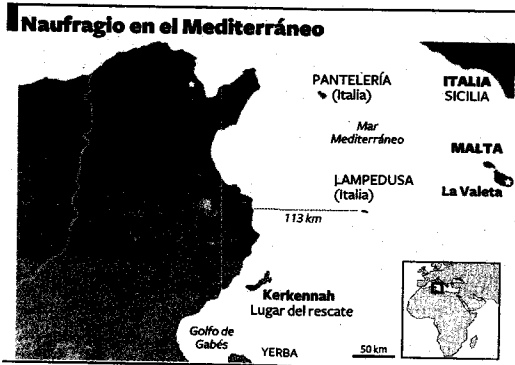 Naufragio en el Mediterráneo
PANTELERÍA
(Italia)
ITALIA
SICILIA
Mar
Mediterráneo
MALTA
LAMPEDUSA
(Italia)
La Valeta
113 km
Kerkennah
Lugar del rescate
Golfo de
Gabés
YERBA
50 km